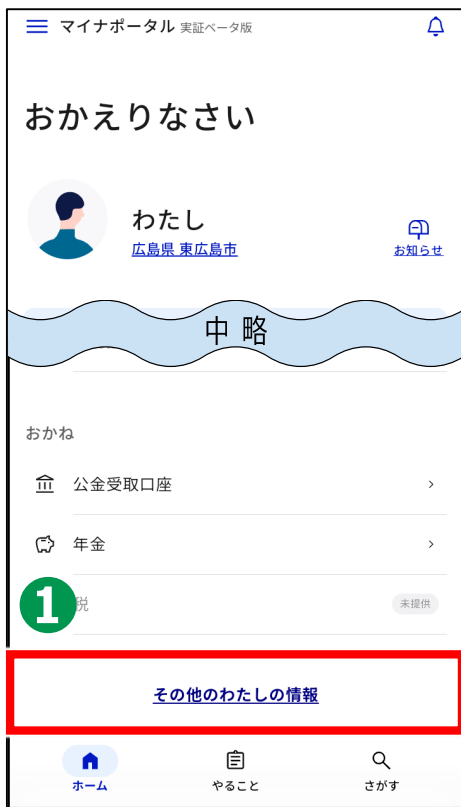 マイナポータル 実証ベータ版
おかえりなさい
わたし
広島県 東広島市
お知らせ
中 略
おかね
公金受取口座
年金
1
税
未提供
その他のわたしの情報
ホーム
やること
さがす